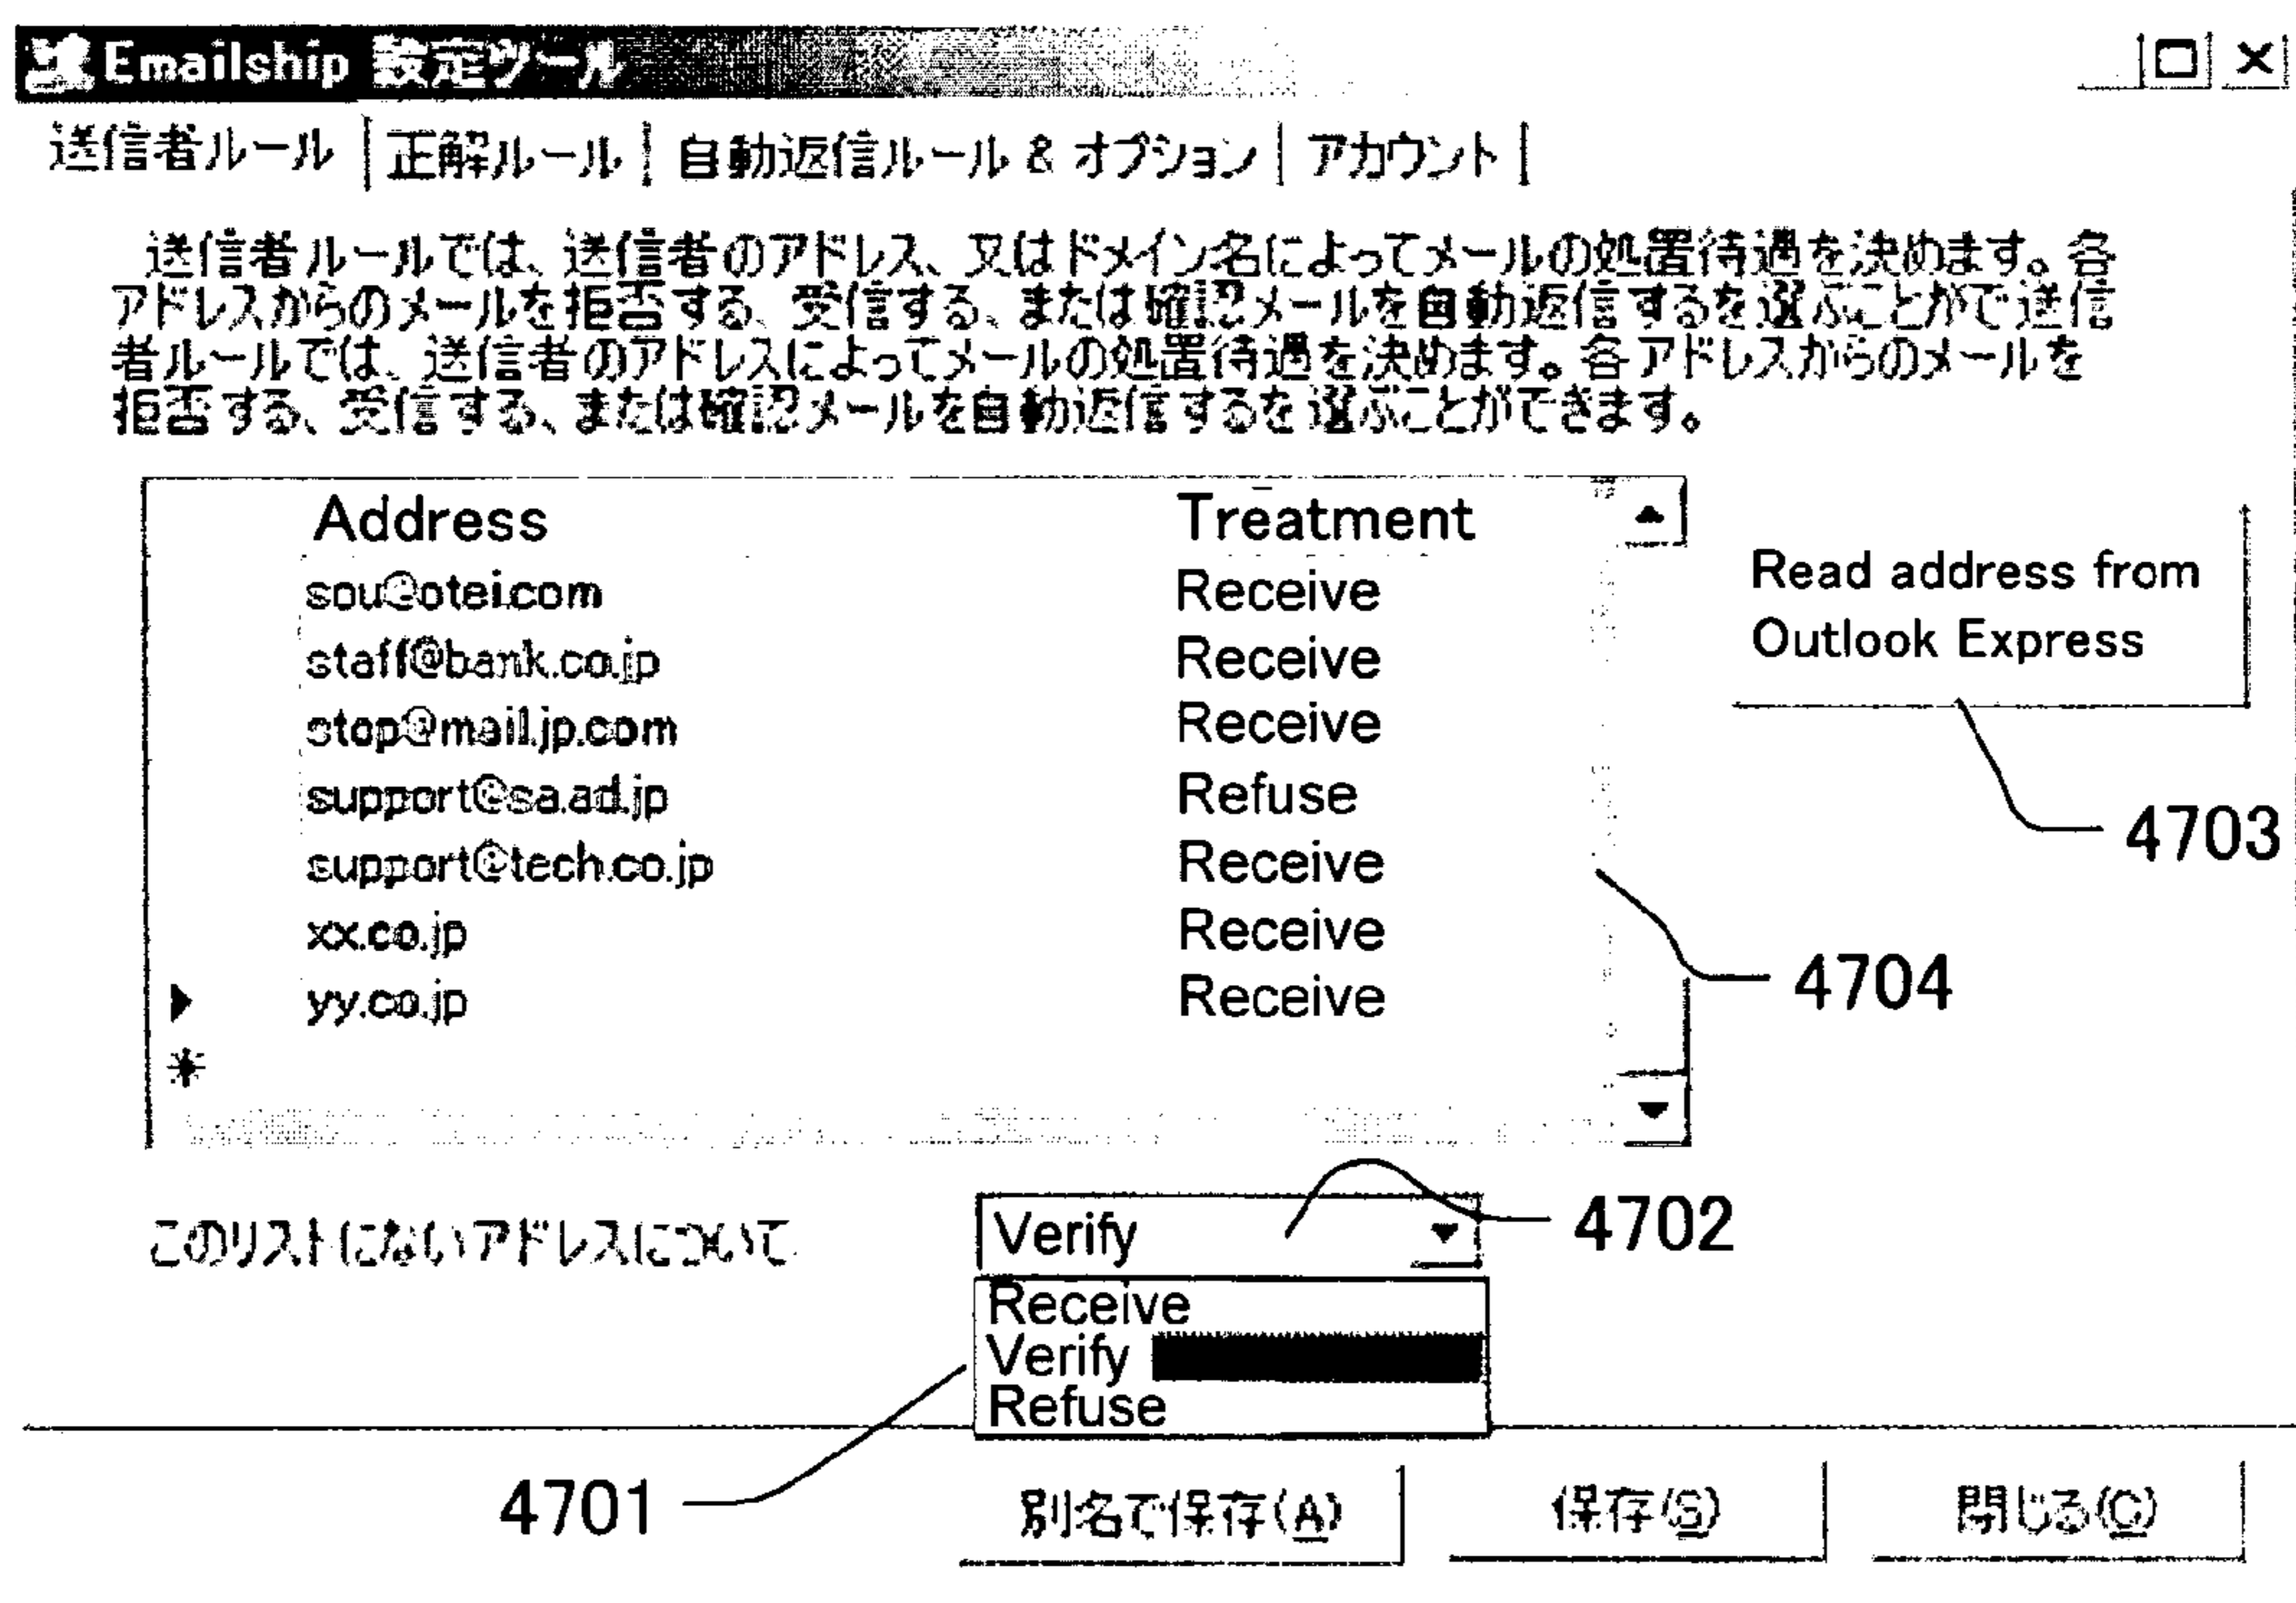 Emailship 設定ツール
送信者ルール 正解ルール 自動返信ルール & オプション アカウント
送信者ルールでは、送信者のアドレス、又はドメイン名によってメールの処置待遇を決めます。各
アドレスからのメールを拒否する、受信する、または確認メールを自動返信するを選ぶことがで送信
者ルールでは、送信者のアドレスによってメールの処置待遇を決めます。各アドレスからのメールを
拒否する、受信する、または確認メールを自動返信するを選ぶことができます。
Address Treatment
sou@otei.com Receive
staff@bank.co.jp Receive
stop@mail.jp.com Receive
support@sa.ad.jp Refuse
support@tech.co.jp Receive
xx.co.jp Receive
yy.co.jp Receive
Read address from
Outlook Express
4703
4704
このリストにないアドレスについて Verify 4702
Receive
Verify
Refuse
4701
別名で保存(A) 保存(S) 閉じる(C)